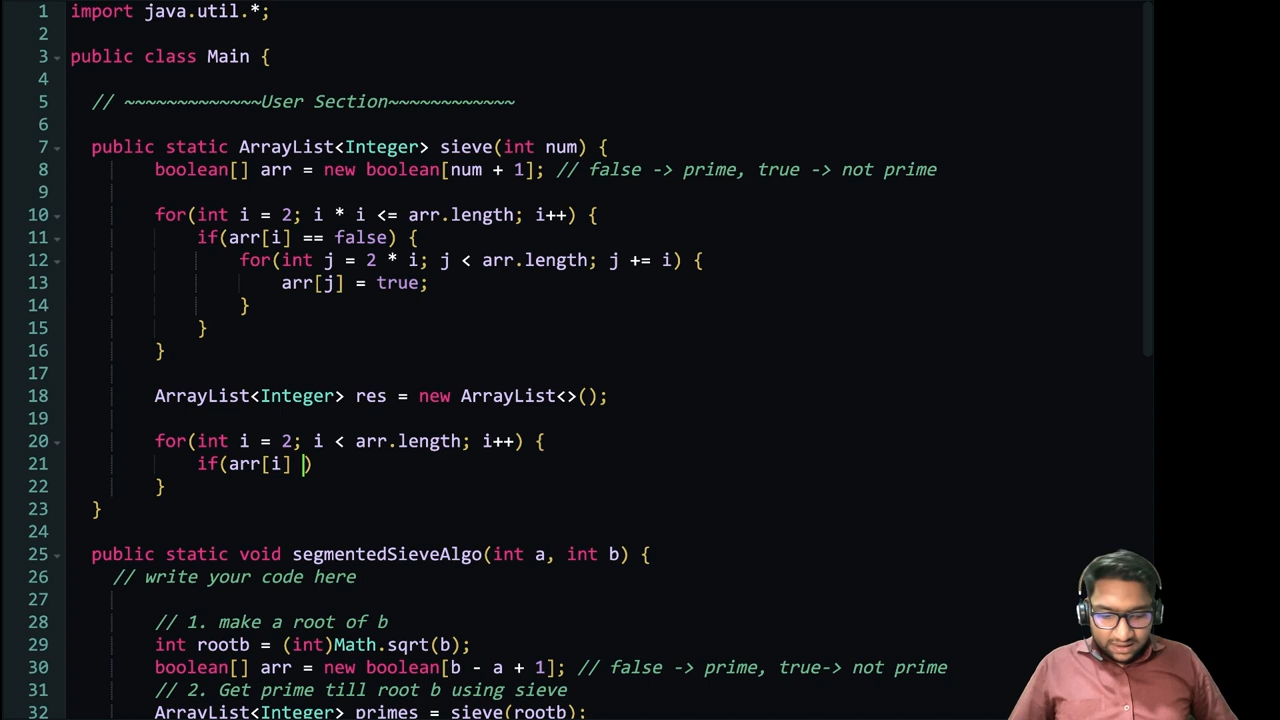 1 import java.util.*;
2
3 public class Main {
4
5 // ~~~~~~~~~~~~~User Section~~~~~~~~~~~~
6
7 public static ArrayList<Integer> sieve(int num) {
8 boolean[] arr = new boolean[num + 1]; // false -> prime, true -> not prime
9
10 for(int i = 2; i * i <= arr.length; i++) {
11 if(arr[i] == false) {
12 for(int j = 2 * i; j < arr.length; j += i) {
13 arr[j] = true;
14 }
15 }
16 }
17
18 ArrayList<Integer> res = new ArrayList<>();
19
20 for(int i = 2; i < arr.length; i++) {
21 if(arr[i] )
22 }
23 }
24
25 public static void segmentedSieveAlgo(int a, int b) {
26 // write your code here
27
28 // 1. make a root of b
29 int rootb = (int)Math.sqrt(b);
30 boolean[] arr = new boolean[b - a + 1]; // false -> prime, true-> not prime
31 // 2. Get prime till root b using sieve
32 ArrayList<Integer> primes = sieve(rootb);